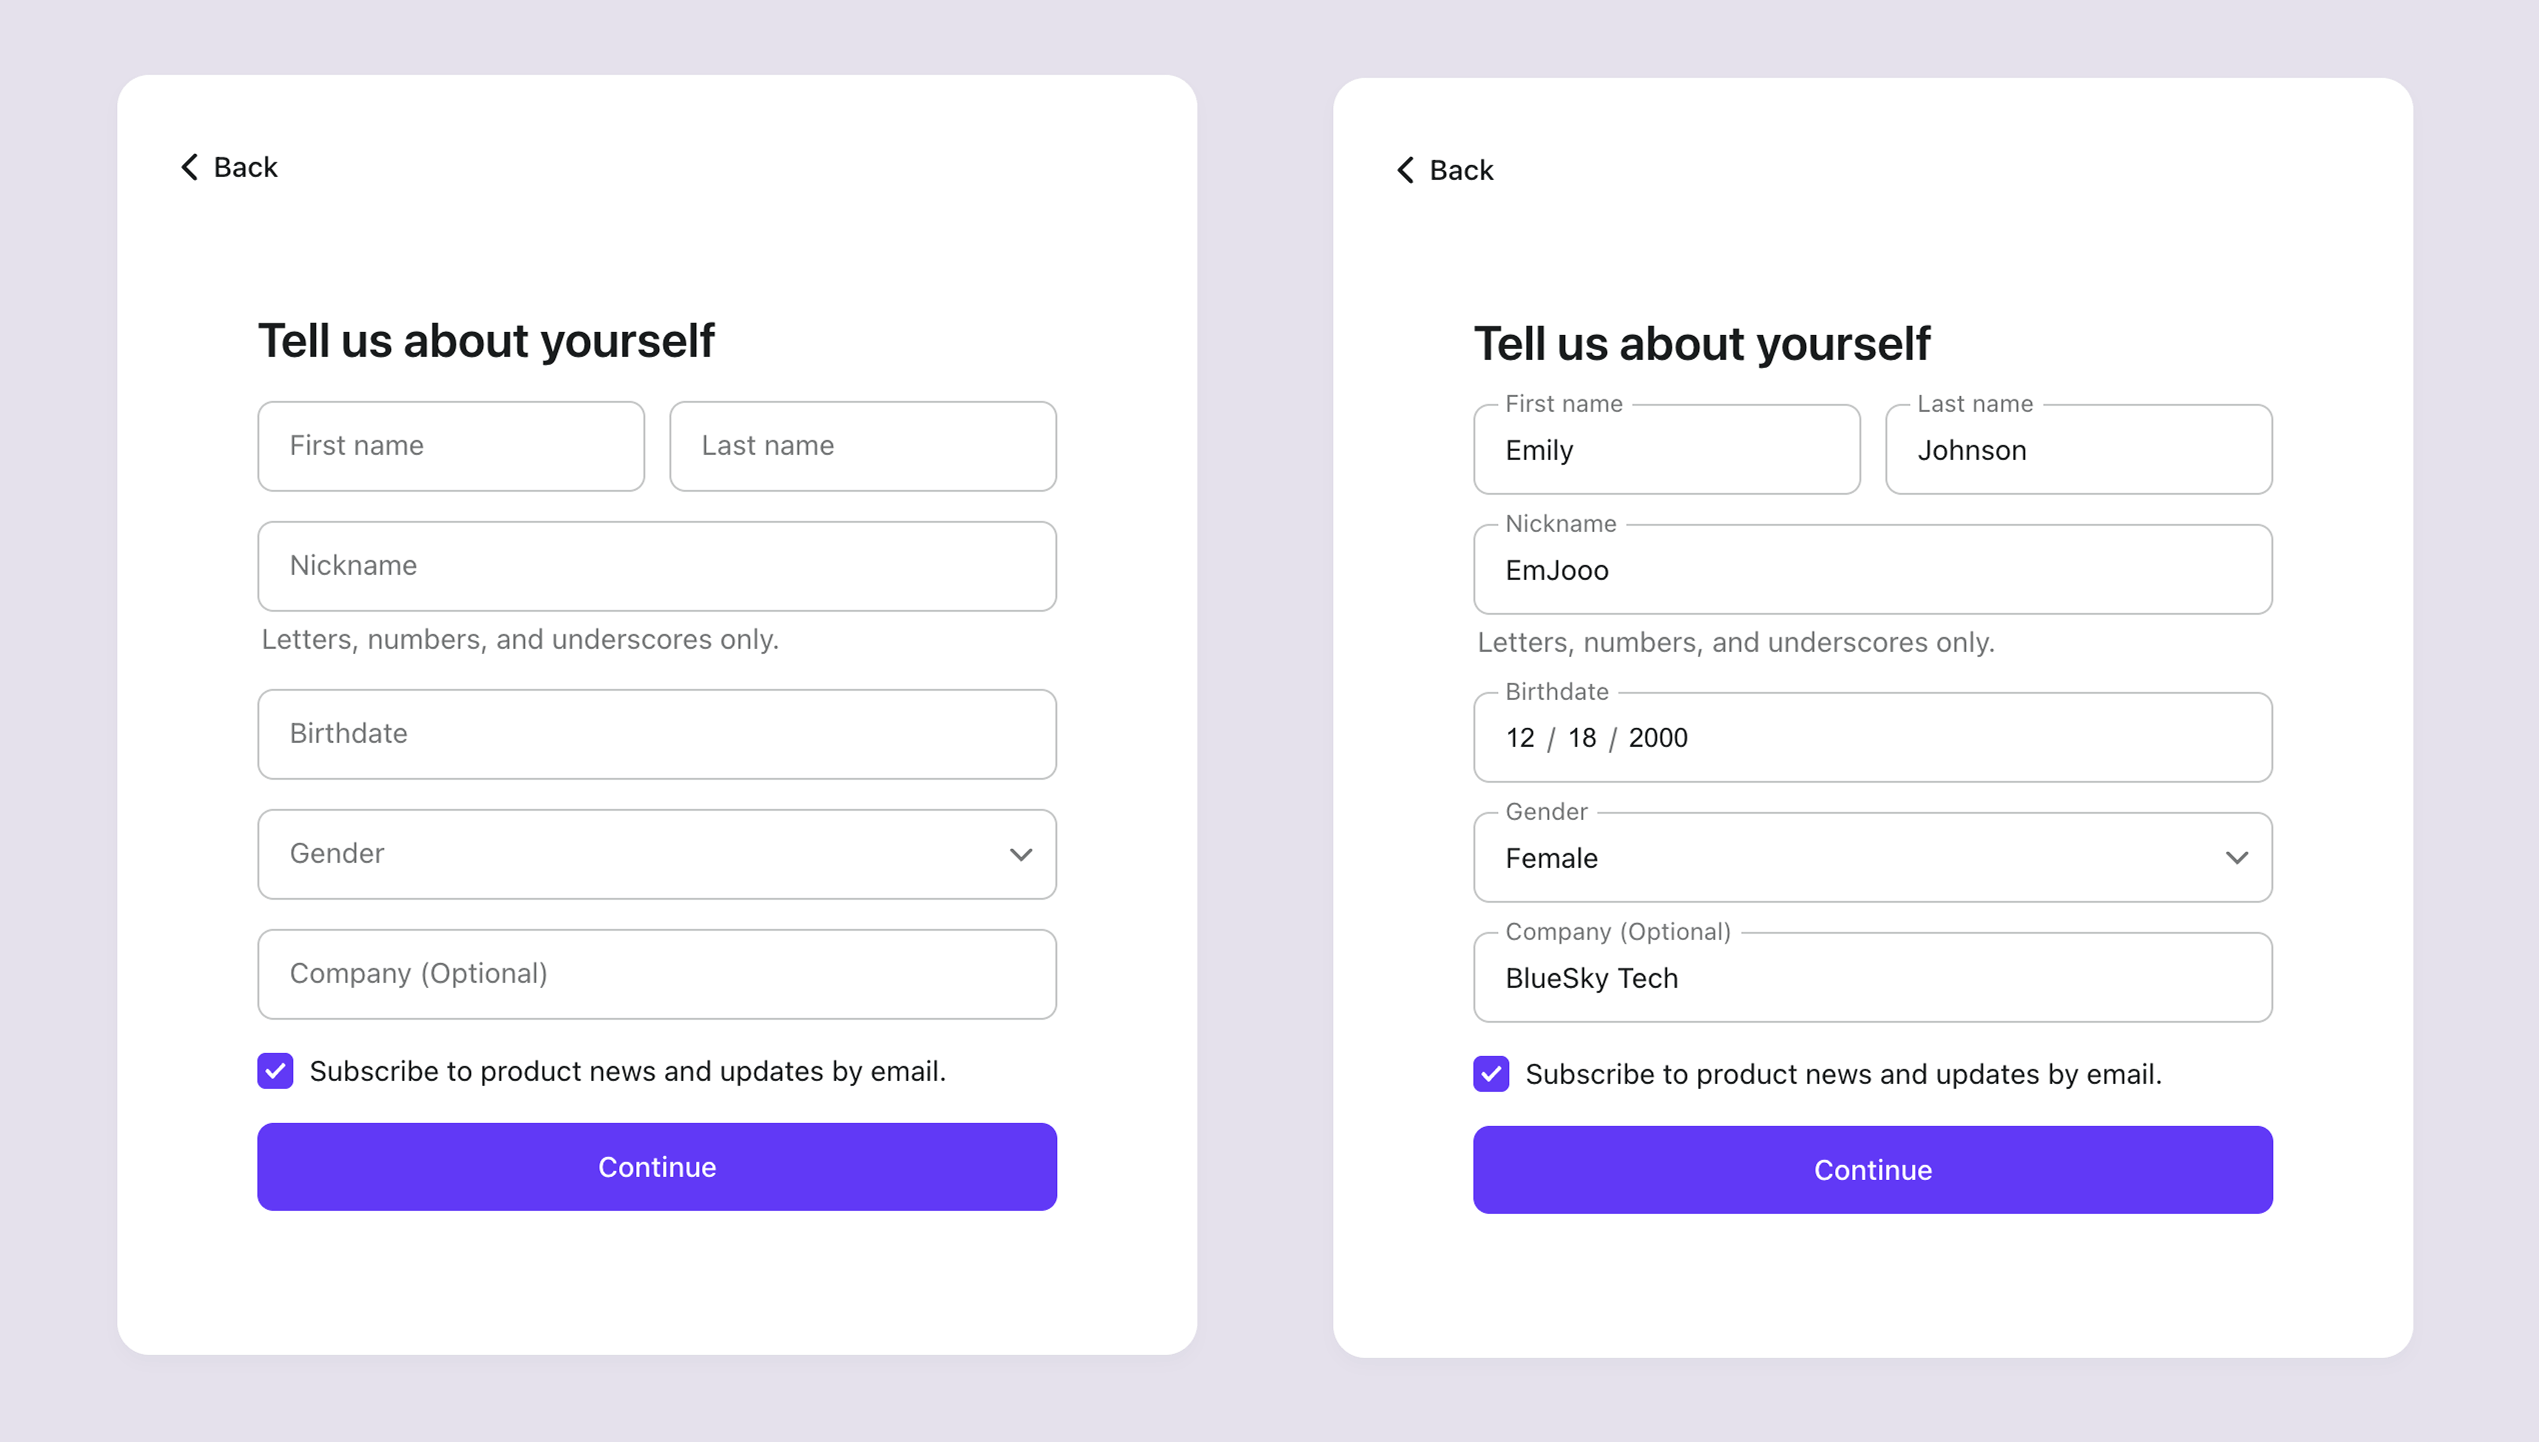 Back
Tell us about yourself
First name
Last name
Nickname
Letters, numbers, and underscores only.
Birthdate
Gender
Company (Optional)
Subscribe to product news and updates by email.
Continue
Back
Tell us about yourself
First name
Emily
Last name
Johnson
Nickname
EmJooo
Letters, numbers, and underscores only.
Birthdate
12 / 18 / 2000
Gender
Female
Company (Optional)
BlueSky Tech
Subscribe to product news and updates by email.
Continue